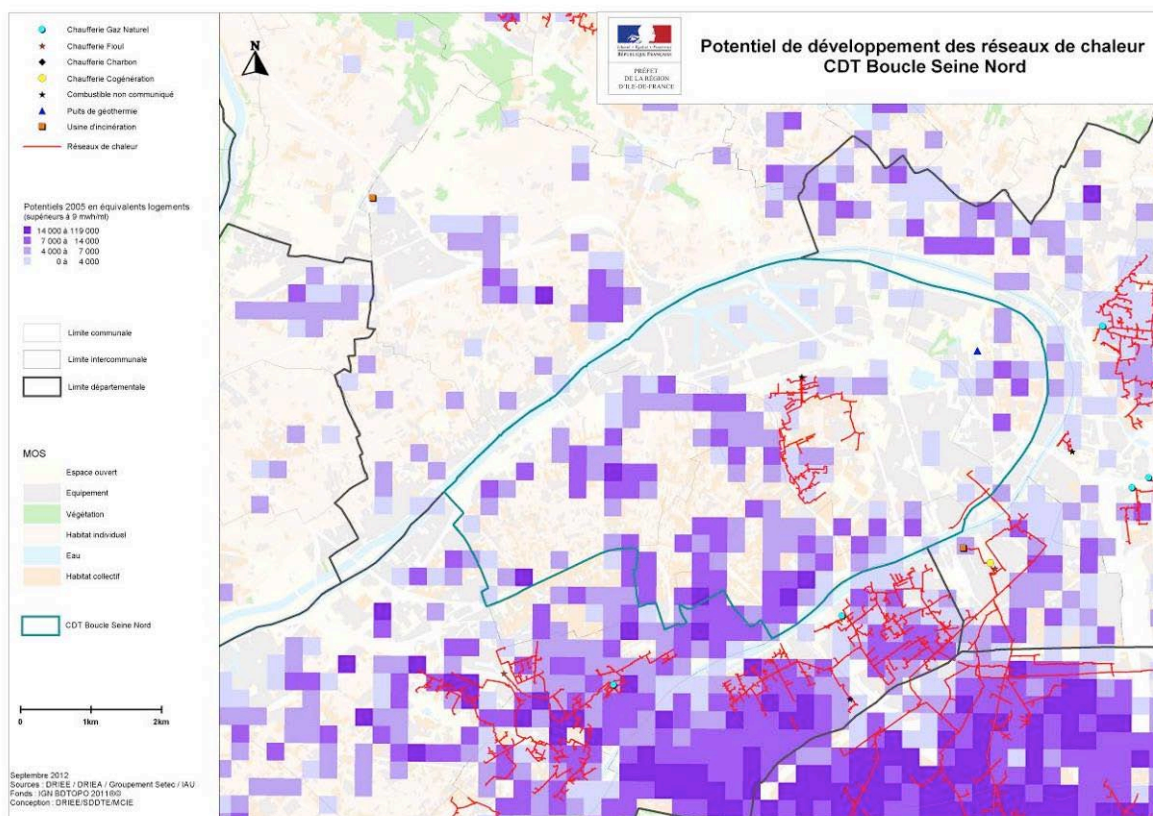 Chaufferie Gaz Naturel
Chaufferie Fioul
Chaufferie Charbon
Chaufferie Cogénération
Combustible non communiqué
Puits de géothermie
Usine d'incinération
Réseaux de chaleur
Potentiels 2005 en équivalents logements
(supérieurs à 9 mwh/ml)
14 000 à 119 000
7 000 à 14 000
4 000 à 7 000
0 à 4 000
Limite communale
Limite intercommunale
Limite départementale
MOS
Espace ouvert
Equipement
Végétation
Habitat individuel
Eau
Habitat collectif
CDT Boucle Seine Nord
0 1km 2km
Septembre 2012
Sources : DRIEE / DRIEA / Groupement Setec / IAU
Fonds : IGN BDTOPO 2011®©
Conception : DRIEE/SDDTE/MCIE
N
Liberté • Égalité • Fraternité
RÉPUBLIQUE FRANÇAISE
PRÉFET
DE LA RÉGION
D'ILE-DE-FRANCE
Potentiel de développement des réseaux de chaleur
CDT Boucle Seine Nord